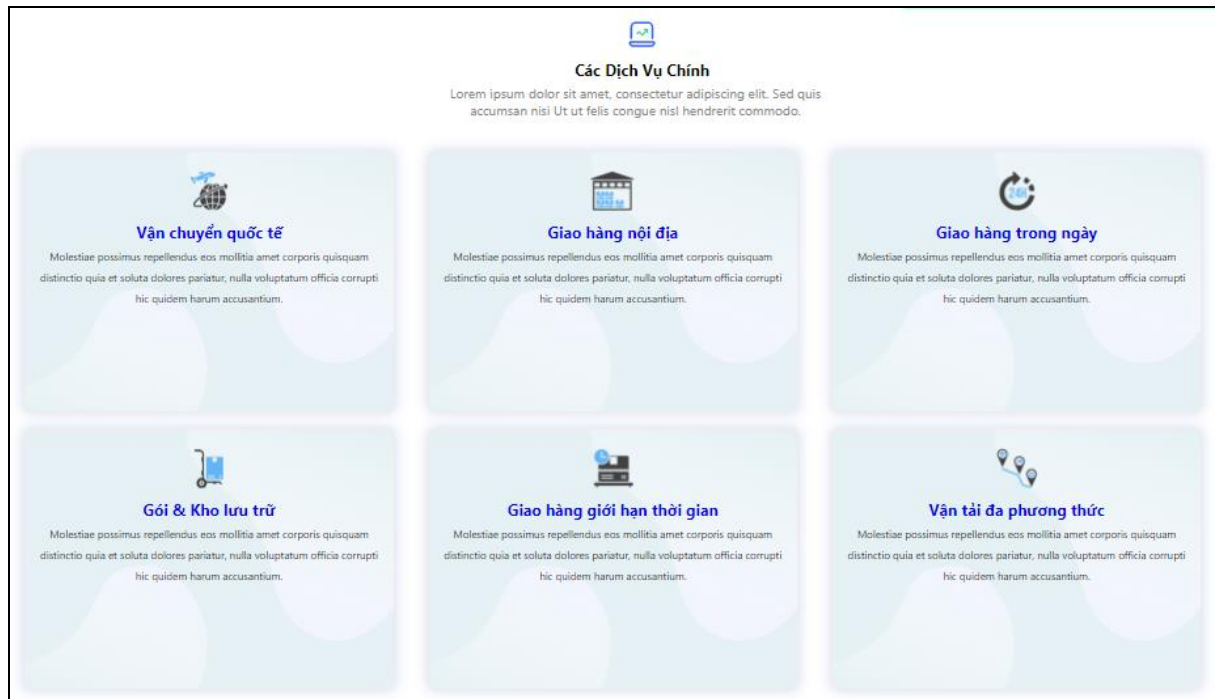 Các Dịch Vụ Chính
Lorem ipsum dolor sit amet, consectetur adipiscing elit. Sed quis
accumsan nisi Ut ut felis congue nisl hendrerit commodo.
Vận chuyển quốc tế
Molestiae possimus repellendus eos mollitia amet corporis quisquam
distinctio quia et soluta dolores pariatur, nulla voluptatum officia corrupti
hic quidem harum accusantium.
Giao hàng nội địa
Molestiae possimus repellendus eos mollitia amet corporis quisquam
distinctio quia et soluta dolores pariatur, nulla voluptatum officia corrupti
hic quidem harum accusantium.
24H
Giao hàng trong ngày
Molestiae possimus repellendus eos mollitia amet corporis quisquam
distinctio quia et soluta dolores pariatur, nulla voluptatum officia corrupti
hic quidem harum accusantium.
Gói & Kho lưu trữ
Molestiae possimus repellendus eos mollitia amet corporis quisquam
distinctio quia et soluta dolores pariatur, nulla voluptatum officia corrupti
hic quidem harum accusantium.
Giao hàng giới hạn thời gian
Molestiae possimus repellendus eos mollitia amet corporis quisquam
distinctio quia et soluta dolores pariatur, nulla voluptatum officia corrupti
hic quidem harum accusantium.
Vận tải đa phương thức
Molestiae possimus repellendus eos mollitia amet corporis quisquam
distinctio quia et soluta dolores pariatur, nulla voluptatum officia corrupti
hic quidem harum accusantium.